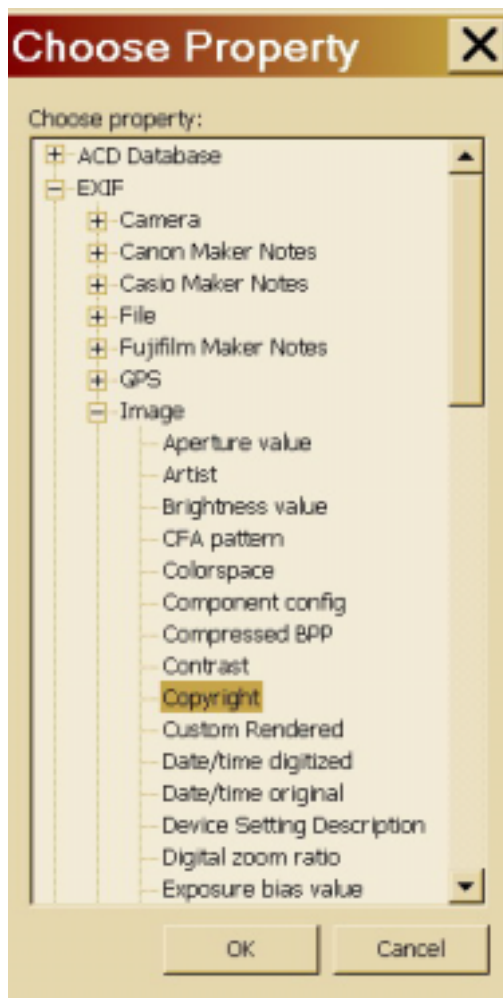 Choose Property
Choose property:
ACD Database
EXIF
Camera
Canon Maker Notes
Casio Maker Notes
File
Fujifilm Maker Notes
GPS
Image
Aperture value
Artist
Brightness value
CFA pattern
Colorspace
Component config
Compressed BPP
Contrast
Copyright
Custom Rendered
Date/time digitized
Date/time original
Device Setting Description
Digital zoom ratio
Exposure bias value
OK Cancel